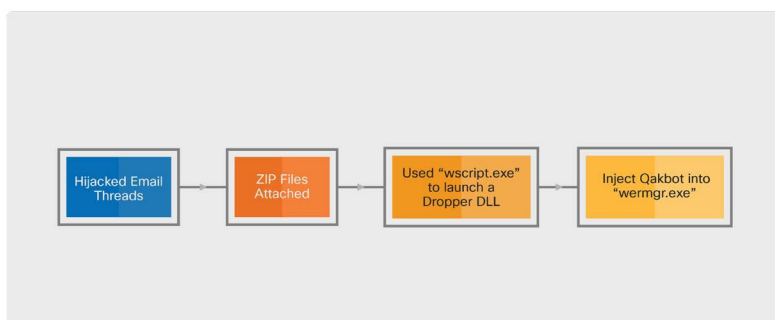 Hijacked Email
Threads
ZIP Files
Attached
Used “wscript.exe”
to launch a
Dropper DLL
Inject Qakbot into
“wermgr.exe”